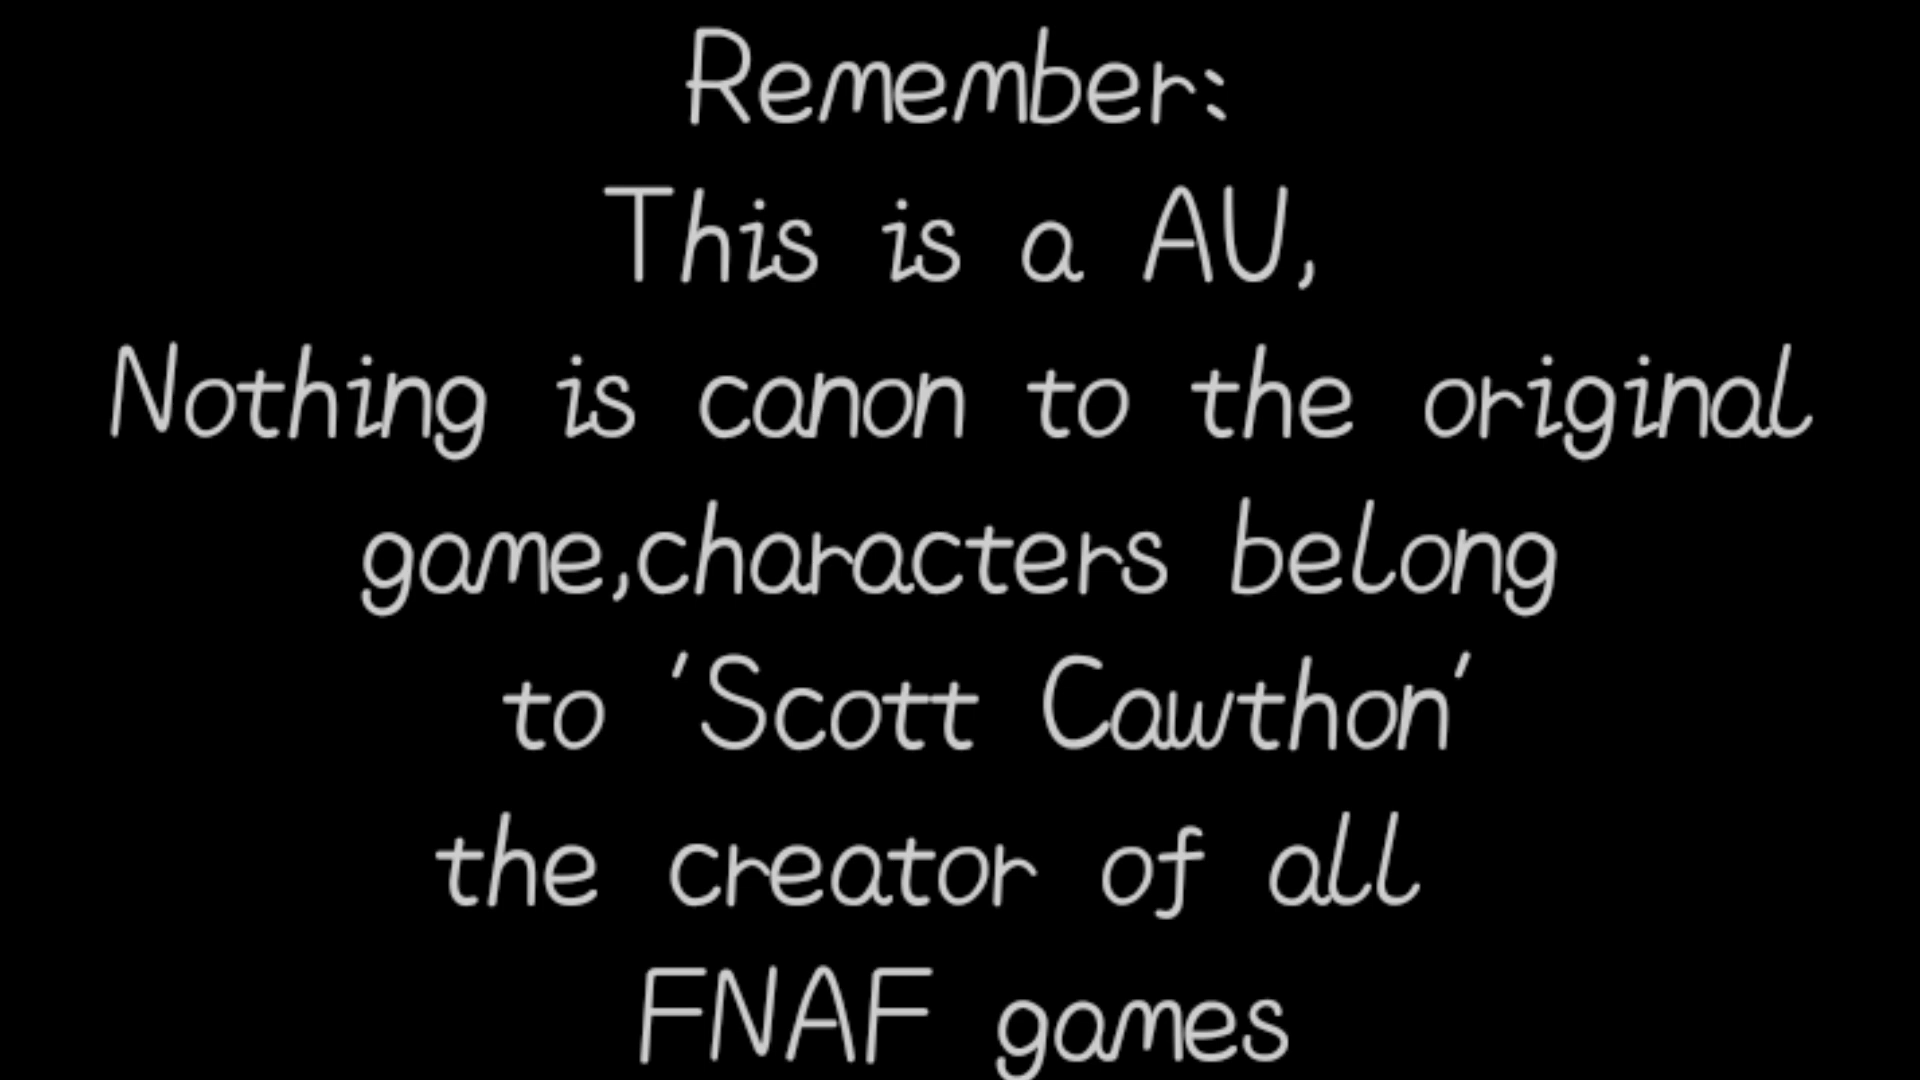 Remember:
This is a AU,
Nothing is canon to the original
game,characters belong
to 'Scott Cawthon'
the creator of all
FNAF games